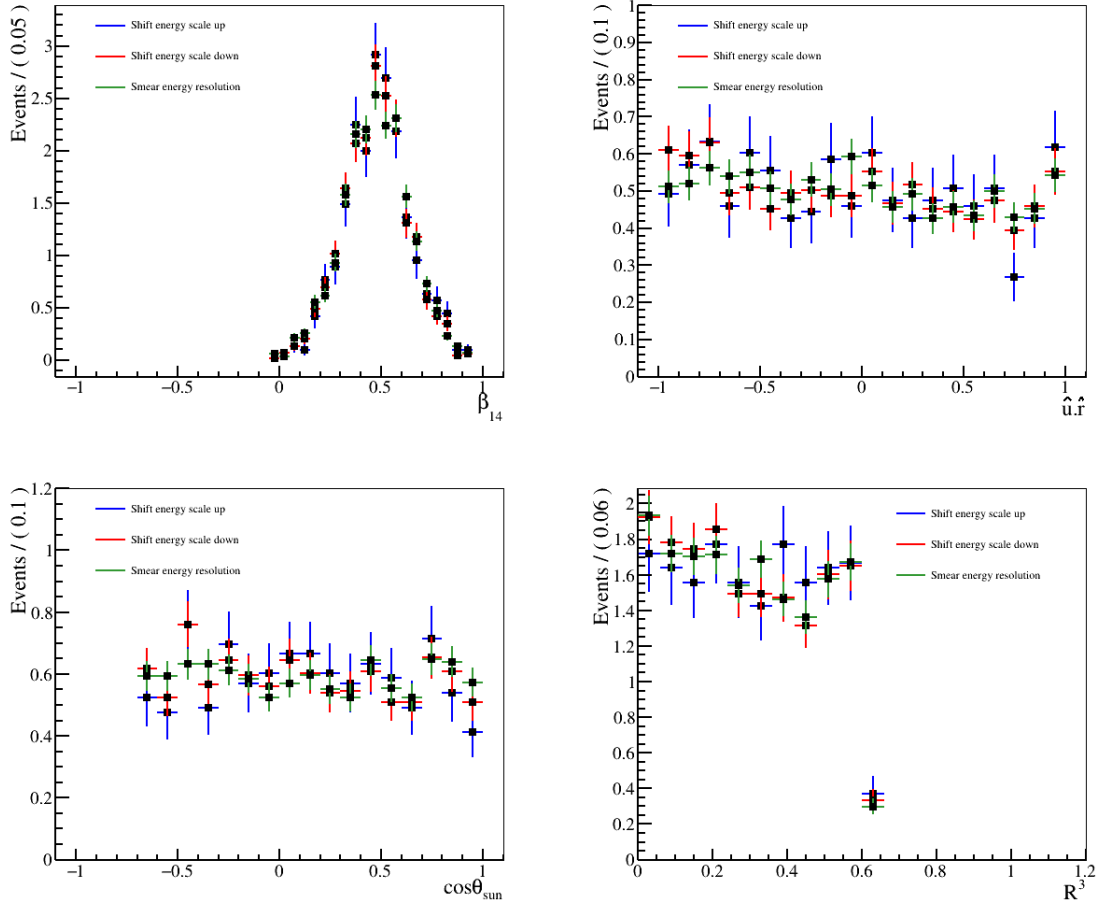 Events / ( 0.05 )
3
2.5
2
1.5
1
0.5
0
−1 −0.5 0 0.5 1
β₁₄
Shift energy scale up
Shift energy scale down
Smear energy resolution
Events / ( 0.1 )
1
0.9
0.8
0.7
0.6
0.5
0.4
0.3
0.2
0.1
0
−1 −0.5 0 0.5 1
û.r̂
Shift energy scale up
Shift energy scale down
Smear energy resolution
Events / ( 0.1 )
1.2
1
0.8
0.6
0.4
0.2
0
−1 −0.5 0 0.5 1
cosθsun
Shift energy scale up
Shift energy scale down
Smear energy resolution
Events / ( 0.06 )
2
1.8
1.6
1.4
1.2
1
0.8
0.6
0.4
0.2
0
0 0.2 0.4 0.6 0.8 1 1.2
R³
Shift energy scale up
Shift energy scale down
Smear energy resolution